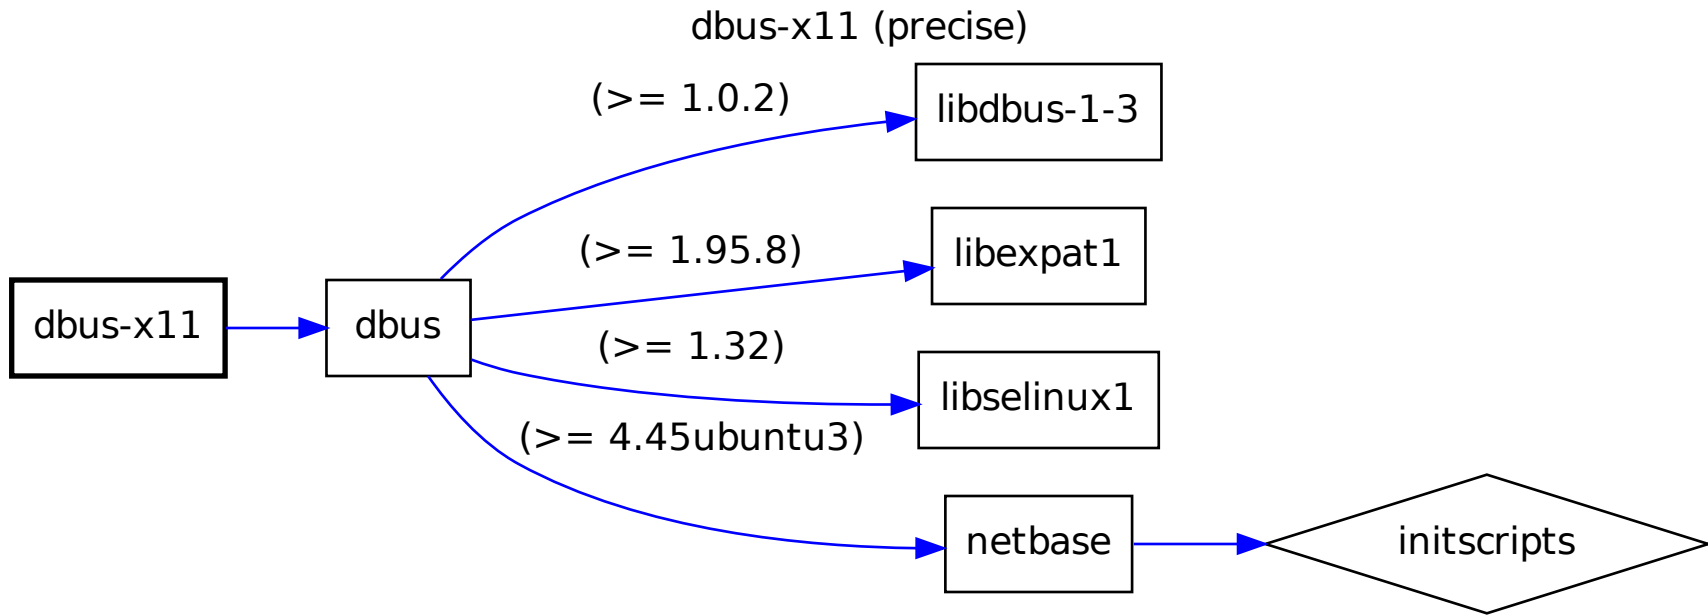 dbus-x11 (precise)
(>= 1.0.2)
libdbus-1-3
(>= 1.95.8)
libexpat1
dbus-x11
dbus
(>= 1.32)
libselinux1
(>= 4.45ubuntu3)
netbase
initscripts